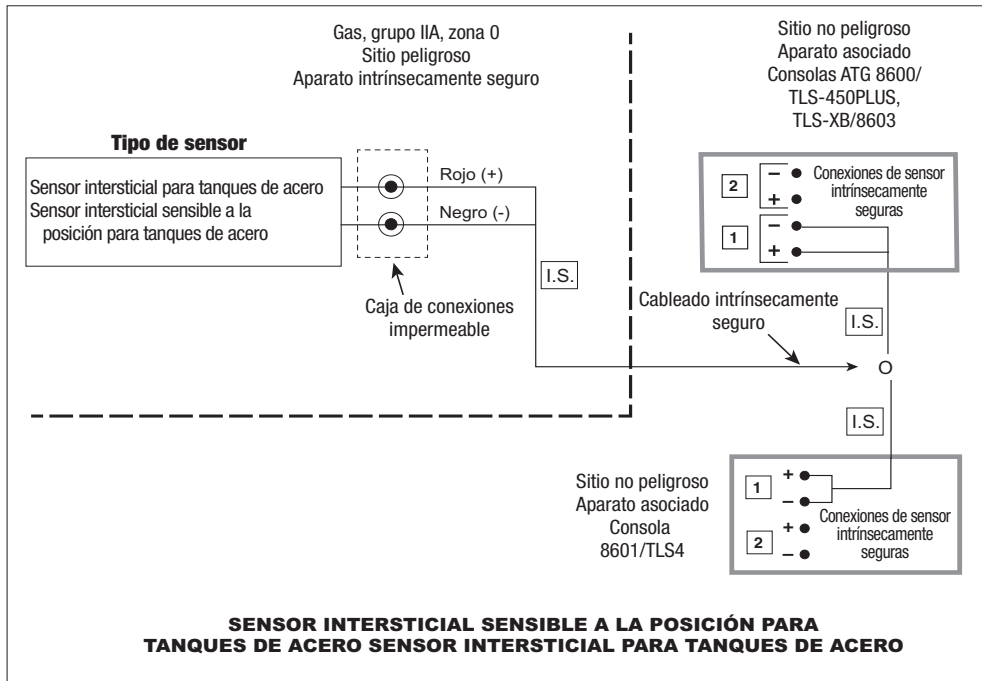 Gas, grupo IIA, zona 0
Sitio peligroso
Aparato intrínsecamente seguro
Sitio no peligroso
Aparato asociado
Consolas ATG 8600/
TLS-450PLUS,
TLS-XB/8603
Tipo de sensor
Sensor intersticial para tanques de acero
Sensor intersticial sensible a la
posición para tanques de acero
Rojo (+)
Negro (-)
I.S.
Caja de conexiones
impermeable
2
−
+
1
−
+
Conexiones de sensor
intrínsecamente
seguras
Cableado intrínsecamente
seguro
I.S.
O
I.S.
Sitio no peligroso
Aparato asociado
Consola
8601/TLS4
1
+
−
2
+
−
Conexiones de sensor
intrínsecamente
seguras
SENSOR INTERSTICIAL SENSIBLE A LA POSICIÓN PARA
TANQUES DE ACERO SENSOR INTERSTICIAL PARA TANQUES DE ACERO